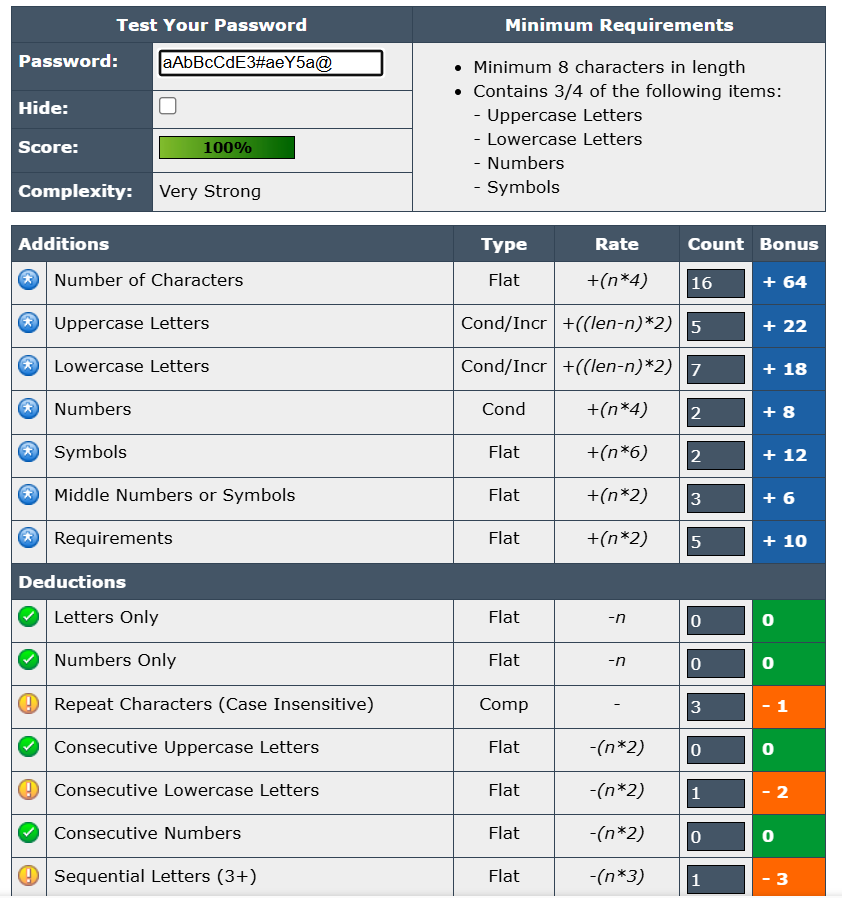 Test Your Password
Minimum Requirements
Password:
aAbBcCdE3#aeY5a@
• Minimum 8 characters in length
• Contains 3/4 of the following items:
- Uppercase Letters
- Lowercase Letters
- Numbers
- Symbols
Hide:
Score:
100%
Complexity:
Very Strong
Additions Type Rate Count Bonus
Number of Characters Flat +(n*4) 16 + 64
Uppercase Letters Cond/Incr +((len-n)*2) 5 + 22
Lowercase Letters Cond/Incr +((len-n)*2) 7 + 18
Numbers Cond +(n*4) 2 + 8
Symbols Flat +(n*6) 2 + 12
Middle Numbers or Symbols Flat +(n*2) 3 + 6
Requirements Flat +(n*2) 5 + 10
Deductions
Letters Only Flat -n 0 0
Numbers Only Flat -n 0 0
Repeat Characters (Case Insensitive) Comp - 3 - 1
Consecutive Uppercase Letters Flat -(n*2) 0 0
Consecutive Lowercase Letters Flat -(n*2) 1 - 2
Consecutive Numbers Flat -(n*2) 0 0
Sequential Letters (3+) Flat -(n*3) 1 - 3